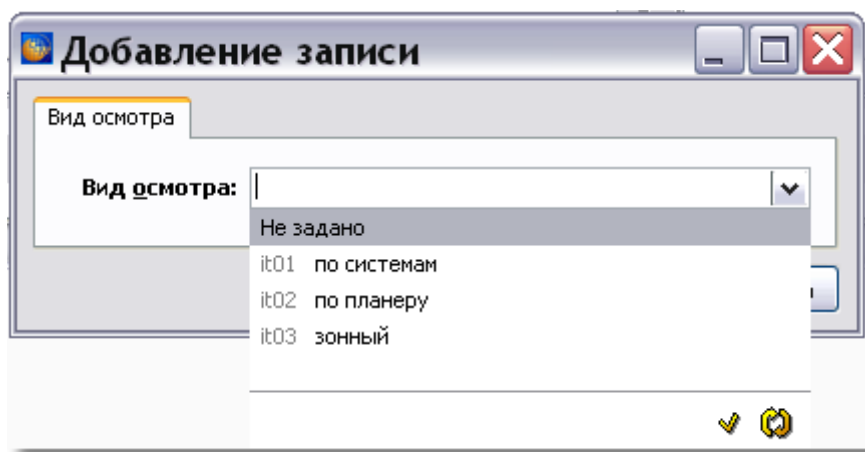 Добавление записи
Вид осмотра
Вид осмотра:
Не задано
it01 по системам
it02 по планеру
it03 зонный